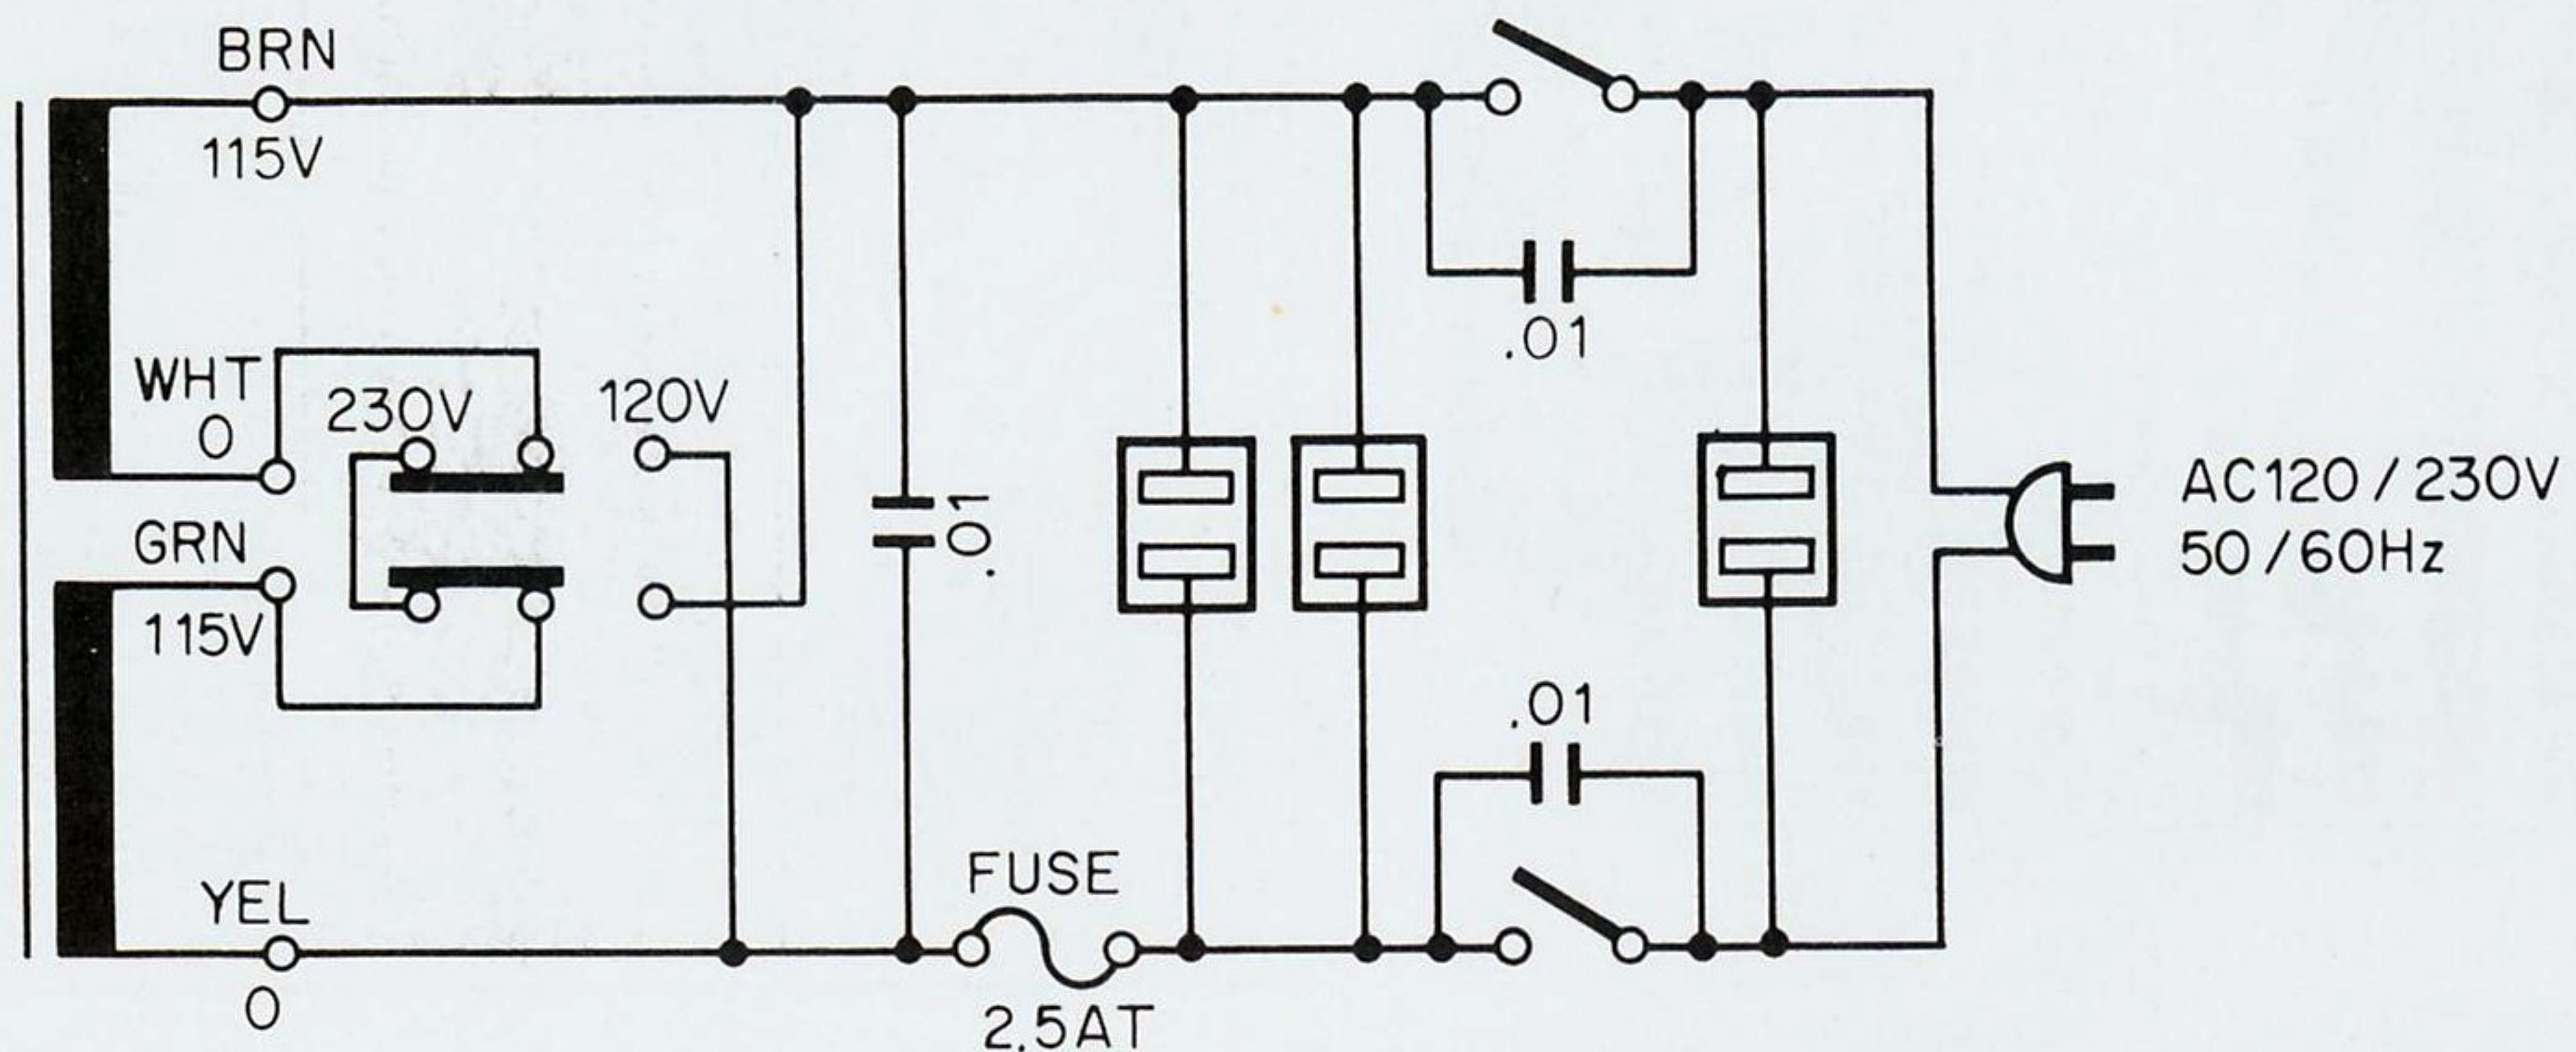 BRN
115V
.01
WHT
0
230V
120V
AC120/230V
50/60Hz
.01
GRN
115V
.01
FUSE
YEL
0
2.5AT